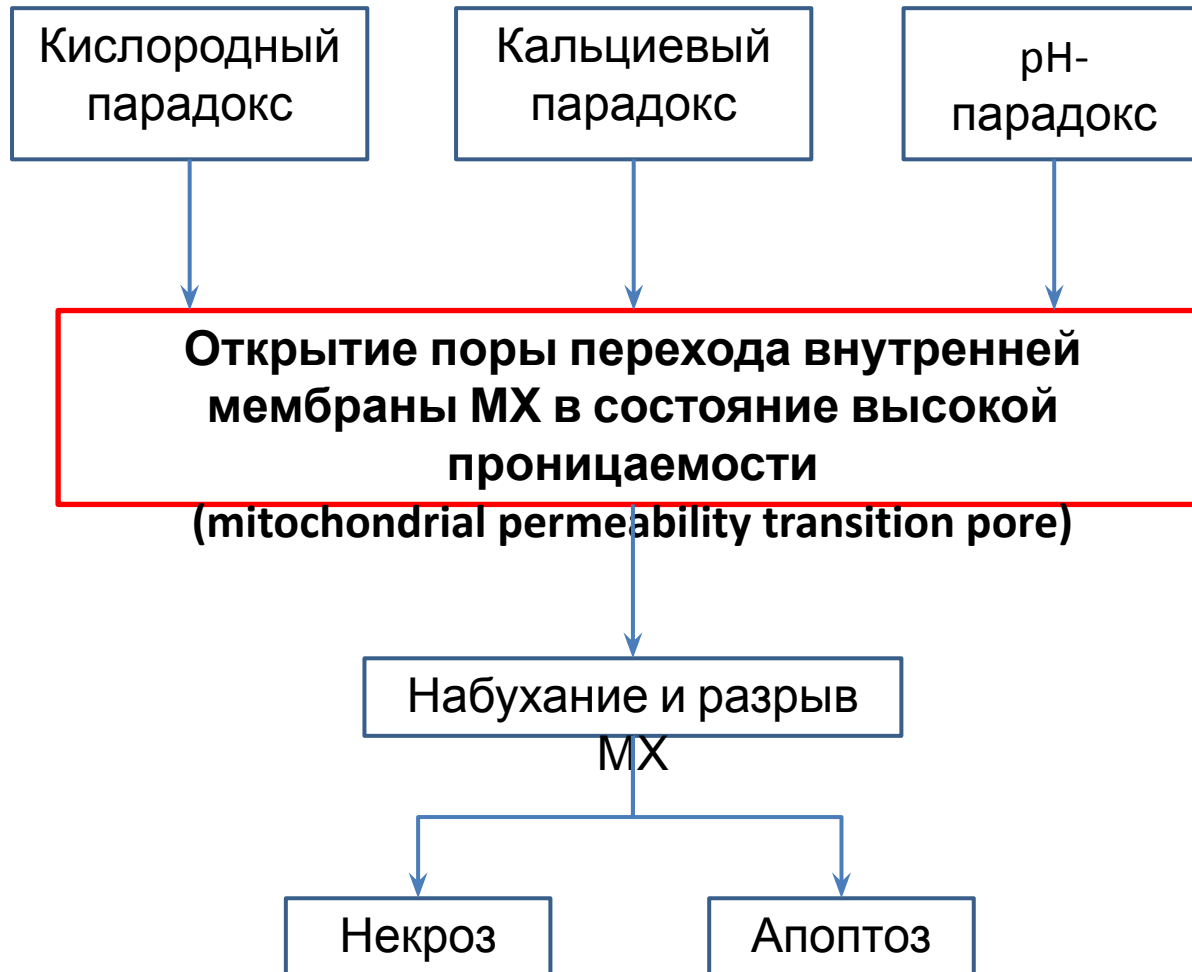 Кислородный
парадокс
Кальциевый
парадокс
pH-
парадокс
Открытие поры перехода внутренней
мембраны МХ в состояние высокой
проницаемости
(mitochondrial permeability transition pore)
Набухание и разрыв
МХ
Некроз
Апоптоз